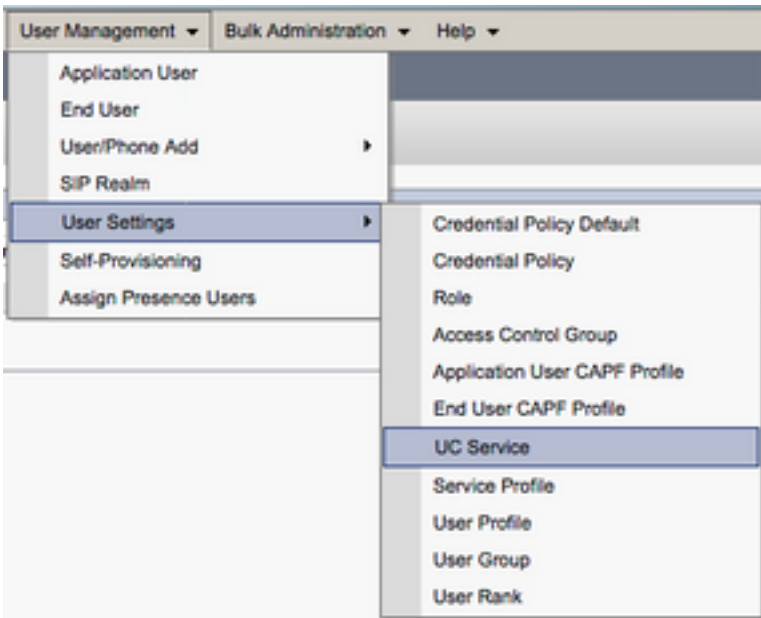 User Management Bulk Administration Help
Application User
End User
User/Phone Add
SIP Realm
User Settings
Self-Provisioning
Assign Presence Users
Credential Policy Default
Credential Policy
Role
Access Control Group
Application User CAPF Profile
End User CAPF Profile
UC Service
Service Profile
User Profile
User Group
User Rank